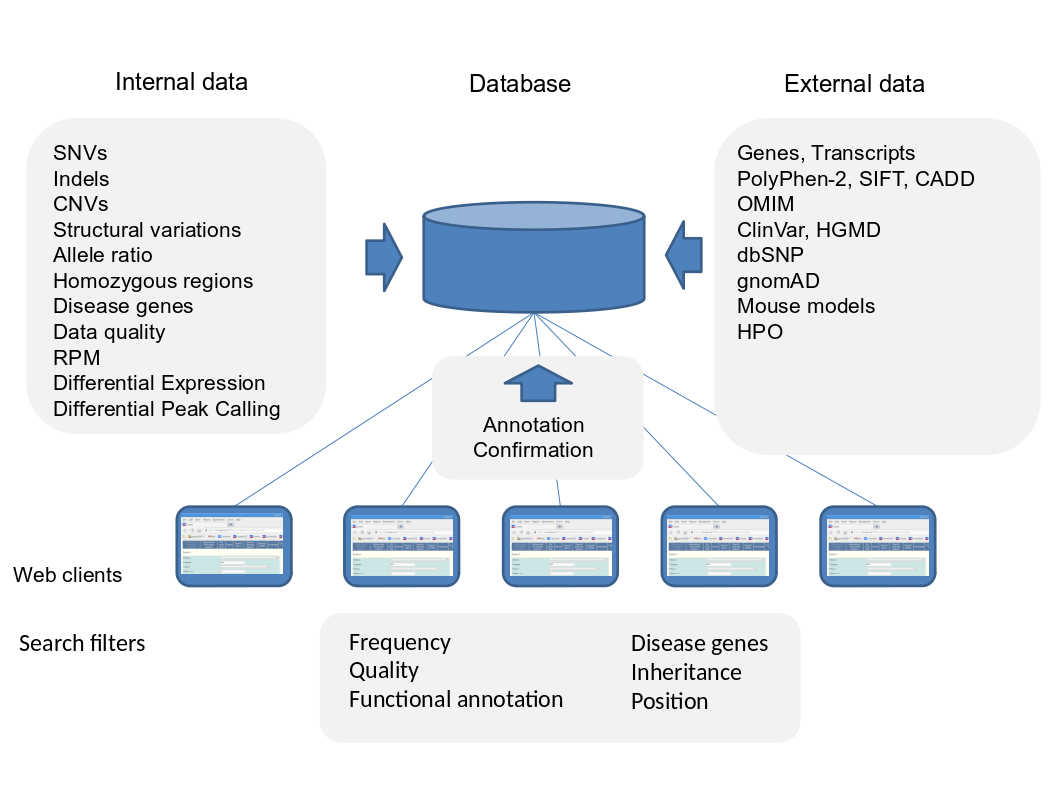 Internal data
Database
External data
SNVs
Indels
CNVs
Structural variations
Allele ratio
Homozygous regions
Disease genes
Data quality
RPM
Differential Expression
Differential Peak Calling
Genes, Transcripts
PolyPhen-2, SIFT, CADD
OMIM
ClinVar, HGMD
dbSNP
gnomAD
Mouse models
HPO
Annotation
Confirmation
Web clients
Search filters
Frequency
Quality
Functional annotation
Disease genes
Inheritance
Position